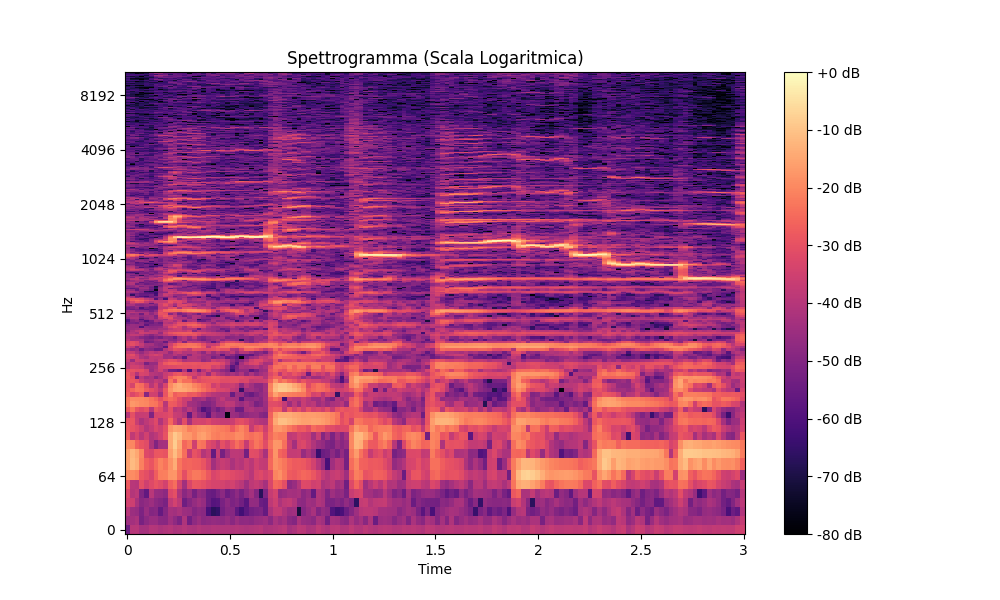 Spettrogramma (Scala Logaritmica)
Hz
8192
4096
2048
1024
512
256
128
64
0
0 0.5 1 1.5 2 2.5 3
Time
+0 dB
-10 dB
-20 dB
-30 dB
-40 dB
-50 dB
-60 dB
-70 dB
-80 dB